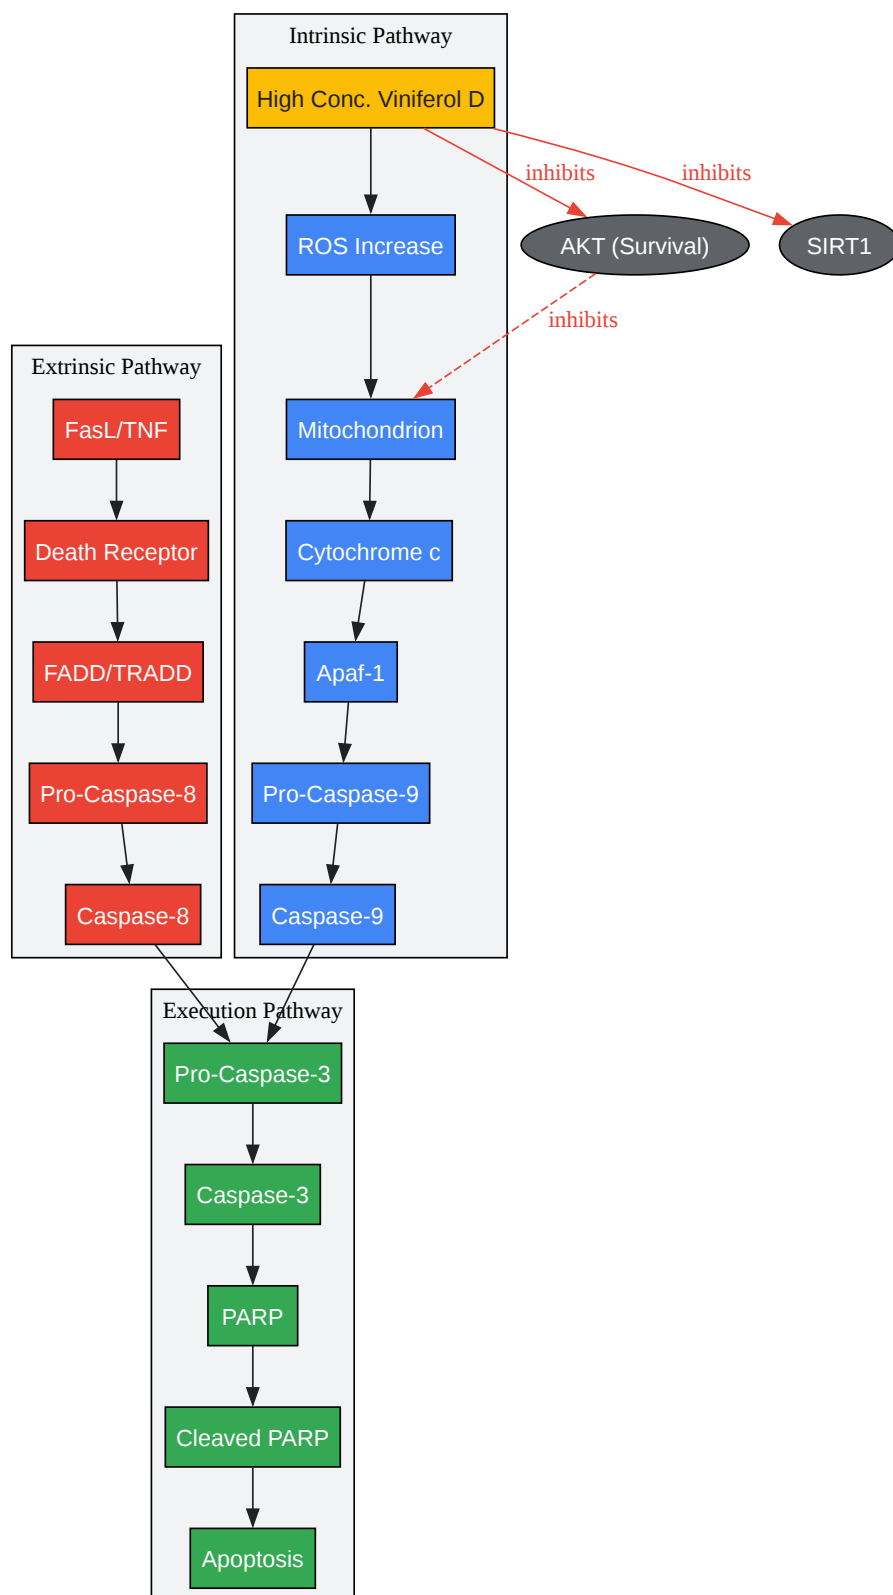 Intrinsic Pathway
High Conc. Viniferol D
inhibits
inhibits
ROS Increase
AKT (Survival)
SIRT1
inhibits
Mitochondrion
Cytochrome c
Apaf-1
Pro-Caspase-9
Caspase-9
Extrinsic Pathway
FasL/TNF
Death Receptor
FADD/TRADD
Pro-Caspase-8
Caspase-8
Execution Pathway
Pro-Caspase-3
Caspase-3
PARP
Cleaved PARP
Apoptosis